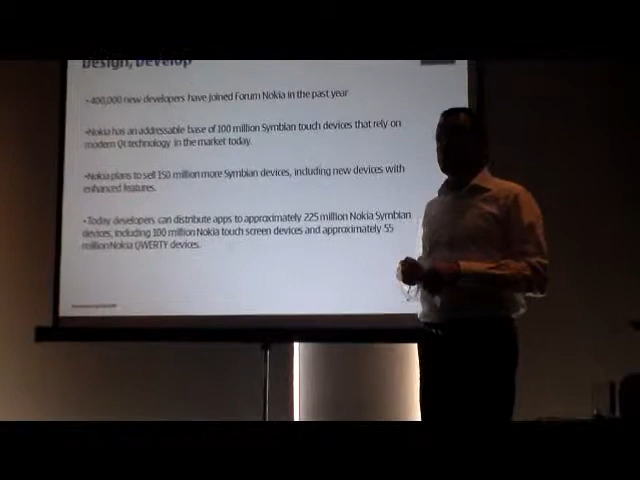 Design, Develop
• 400,000 new developers have joined Forum Nokia in the past year
•Nokia has an addressable base of 100 million Symbian touch devices that rely on
modern Qt technology in the market today.
•Nokia plans to sell 150 million more Symbian devices, including new devices with
enhanced features.
•Today developers can distribute apps to approximately 225 million Nokia Symbian
devices, including 100 million Nokia touch screen devices and approximately 55
million Nokia QWERTY devices.